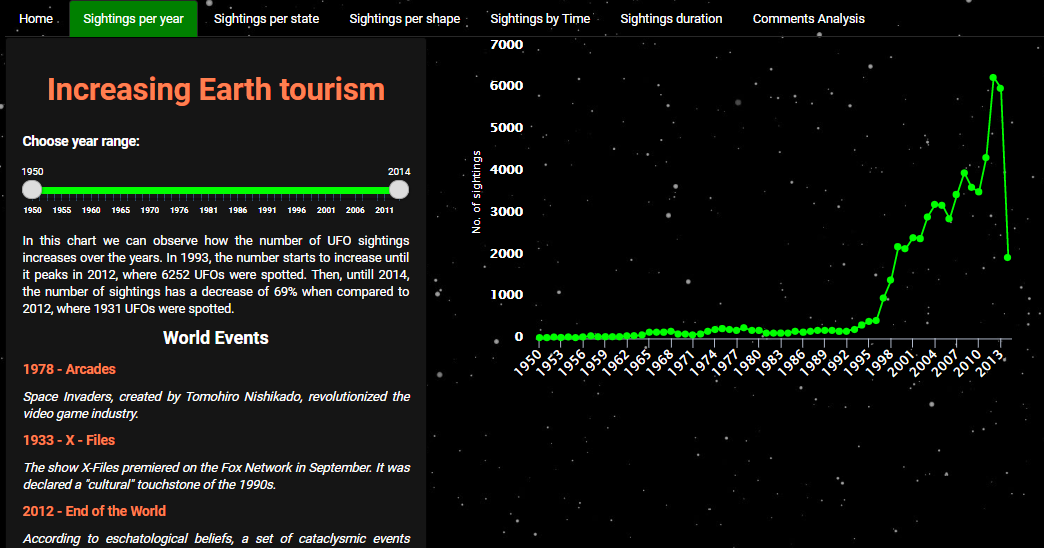 Home Sightings per year Sightings per state Sightings per shape Sightings by Time Sightings duration Comments Analysis
Increasing Earth tourism
Choose year range:
1950 2014
1950 1955 1960 1965 1970 1976 1981 1986 1991 1996 2001 2006 2011
In this chart we can observe how the number of UFO sightings
increases over the years. In 1993, the number starts to increase until
it peaks in 2012, where 6252 UFOs were spotted. Then, untill 2014,
the number of sightings has a decrease of 69% when compared to
2012, where 1931 UFOs were spotted.
World Events
1978 - Arcades
Space Invaders, created by Tomohiro Nishikado, revolutionized the
video game industry.
1933 - X - Files
The show X-Files premiered on the Fox Network in September. It was
declared a "cultural" touchstone of the 1990s.
2012 - End of the World
According to eschatological beliefs, a set of cataclysmic events
No. of sightings
7000
6000
5000
4000
3000
2000
1000
0
1950 1953 1956 1959 1962 1965 1968 1971 1974 1977 1980 1983 1986 1989 1992 1995 1998 2001 2004 2007 2010 2013